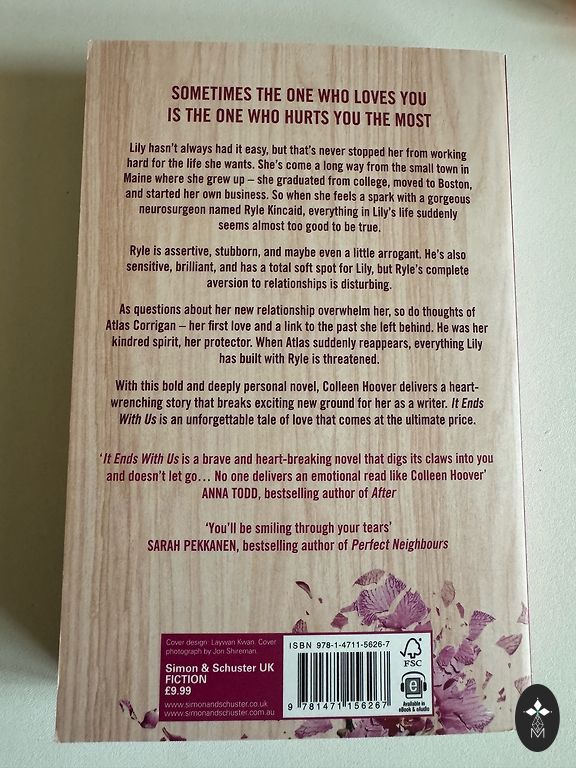 SOMETIMES THE ONE WHO LOVES YOU
IS THE ONE WHO HURTS YOU THE MOST
Lily hasn't always had it easy, but that's never stopped her from working
hard for the life she wants. She's come a long way from the small town in
Maine where she grew up – she graduated from college, moved to Boston,
and started her own business. So when she feels a spark with a gorgeous
neurosurgeon named Ryle Kincaid, everything in Lily's life suddenly
seems almost too good to be true.
Ryle is assertive, stubborn, and maybe even a little arrogant. He's also
sensitive, brilliant, and has a total soft spot for Lily, but Ryle's complete
aversion to relationships is disturbing.
As questions about her new relationship overwhelm her, so do thoughts of
Atlas Corrigan – her first love and a link to the past she left behind. He was her
kindred spirit, her protector. When Atlas suddenly reappears, everything Lily
has built with Ryle is threatened.
With this bold and deeply personal novel, Colleen Hoover delivers a heart-
wrenching story that breaks exciting new ground for her as a writer. It Ends
With Us is an unforgettable tale of love that comes at the ultimate price.
'It Ends With Us is a brave and heart-breaking novel that digs its claws into you
and doesn't let go… No one delivers an emotional read like Colleen Hoover'
ANNA TODD, bestselling author of After
'You'll be smiling through your tears'
SARAH PEKKANEN, bestselling author of Perfect Neighbours
Cover design: Laywan Kwan. Cover
photograph by Jon Shireman.
Simon & Schuster UK
FICTION
£9.99
www.simonandschuster.co.uk
www.simonandschuster.com.au
ISBN 978-1-4711-5626-7
9 781471 156267
FSC
e
Available in
eBook & eAudio
M